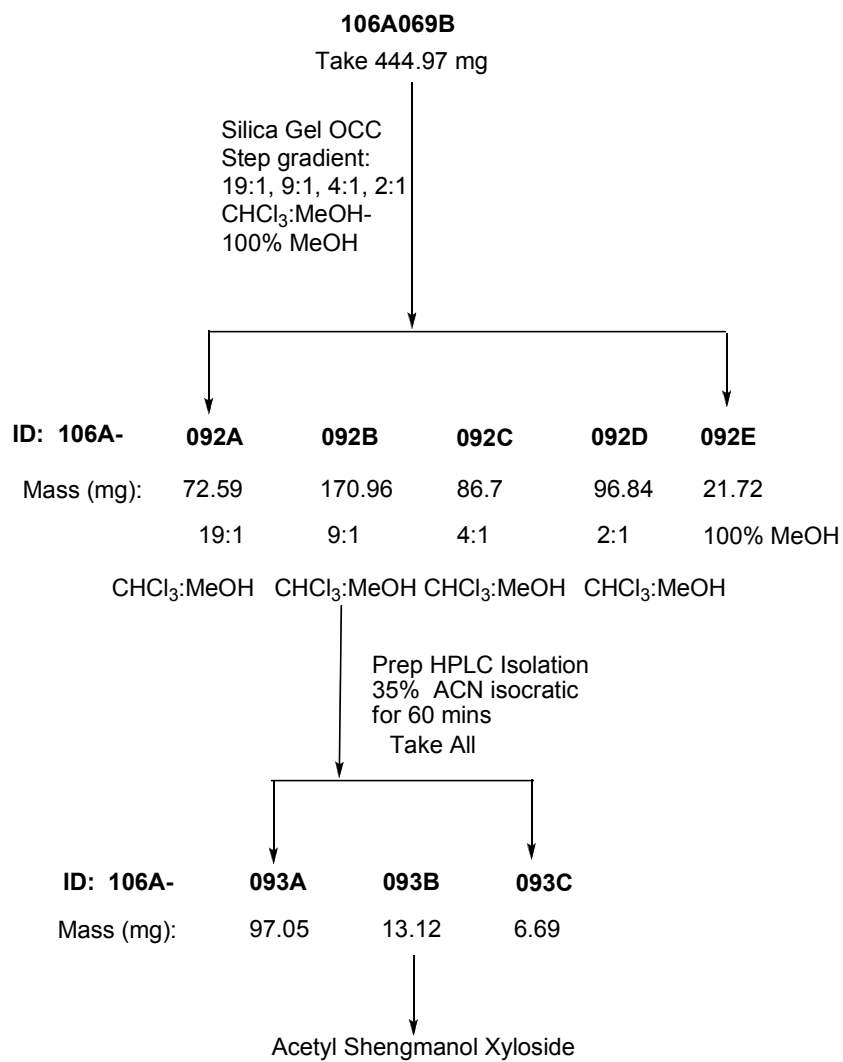 106A069B
Take 444.97 mg
Silica Gel OCC
Step gradient:
19:1, 9:1, 4:1, 2:1
CHCl₃:MeOH-
100% MeOH
ID: 106A- 092A 092B 092C 092D 092E
Mass (mg): 72.59 170.96 86.7 96.84 21.72
19:1 9:1 4:1 2:1 100% MeOH
CHCl₃:MeOH CHCl₃:MeOH CHCl₃:MeOH CHCl₃:MeOH
Prep HPLC Isolation
35% ACN isocratic
for 60 mins
Take All
ID: 106A- 093A 093B 093C
Mass (mg): 97.05 13.12 6.69
Acetyl Shengmanol Xyloside